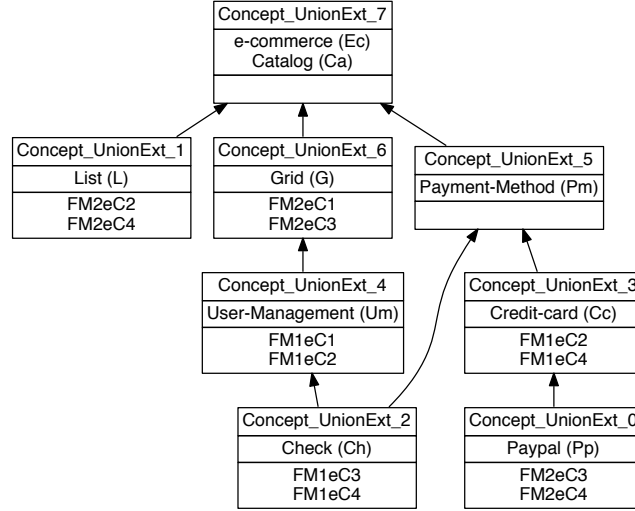 Concept_UnionExt_7
e-commerce (Ec)
Catalog (Ca)
Concept_UnionExt_1
List (L)
FM2eC2
FM2eC4
Concept_UnionExt_6
Grid (G)
FM2eC1
FM2eC3
Concept_UnionExt_5
Payment-Method (Pm)
Concept_UnionExt_4
User-Management (Um)
FM1eC1
FM1eC2
Concept_UnionExt_3
Credit-card (Cc)
FM1eC2
FM1eC4
Concept_UnionExt_2
Check (Ch)
FM1eC3
FM1eC4
Concept_UnionExt_0
Paypal (Pp)
FM2eC3
FM2eC4